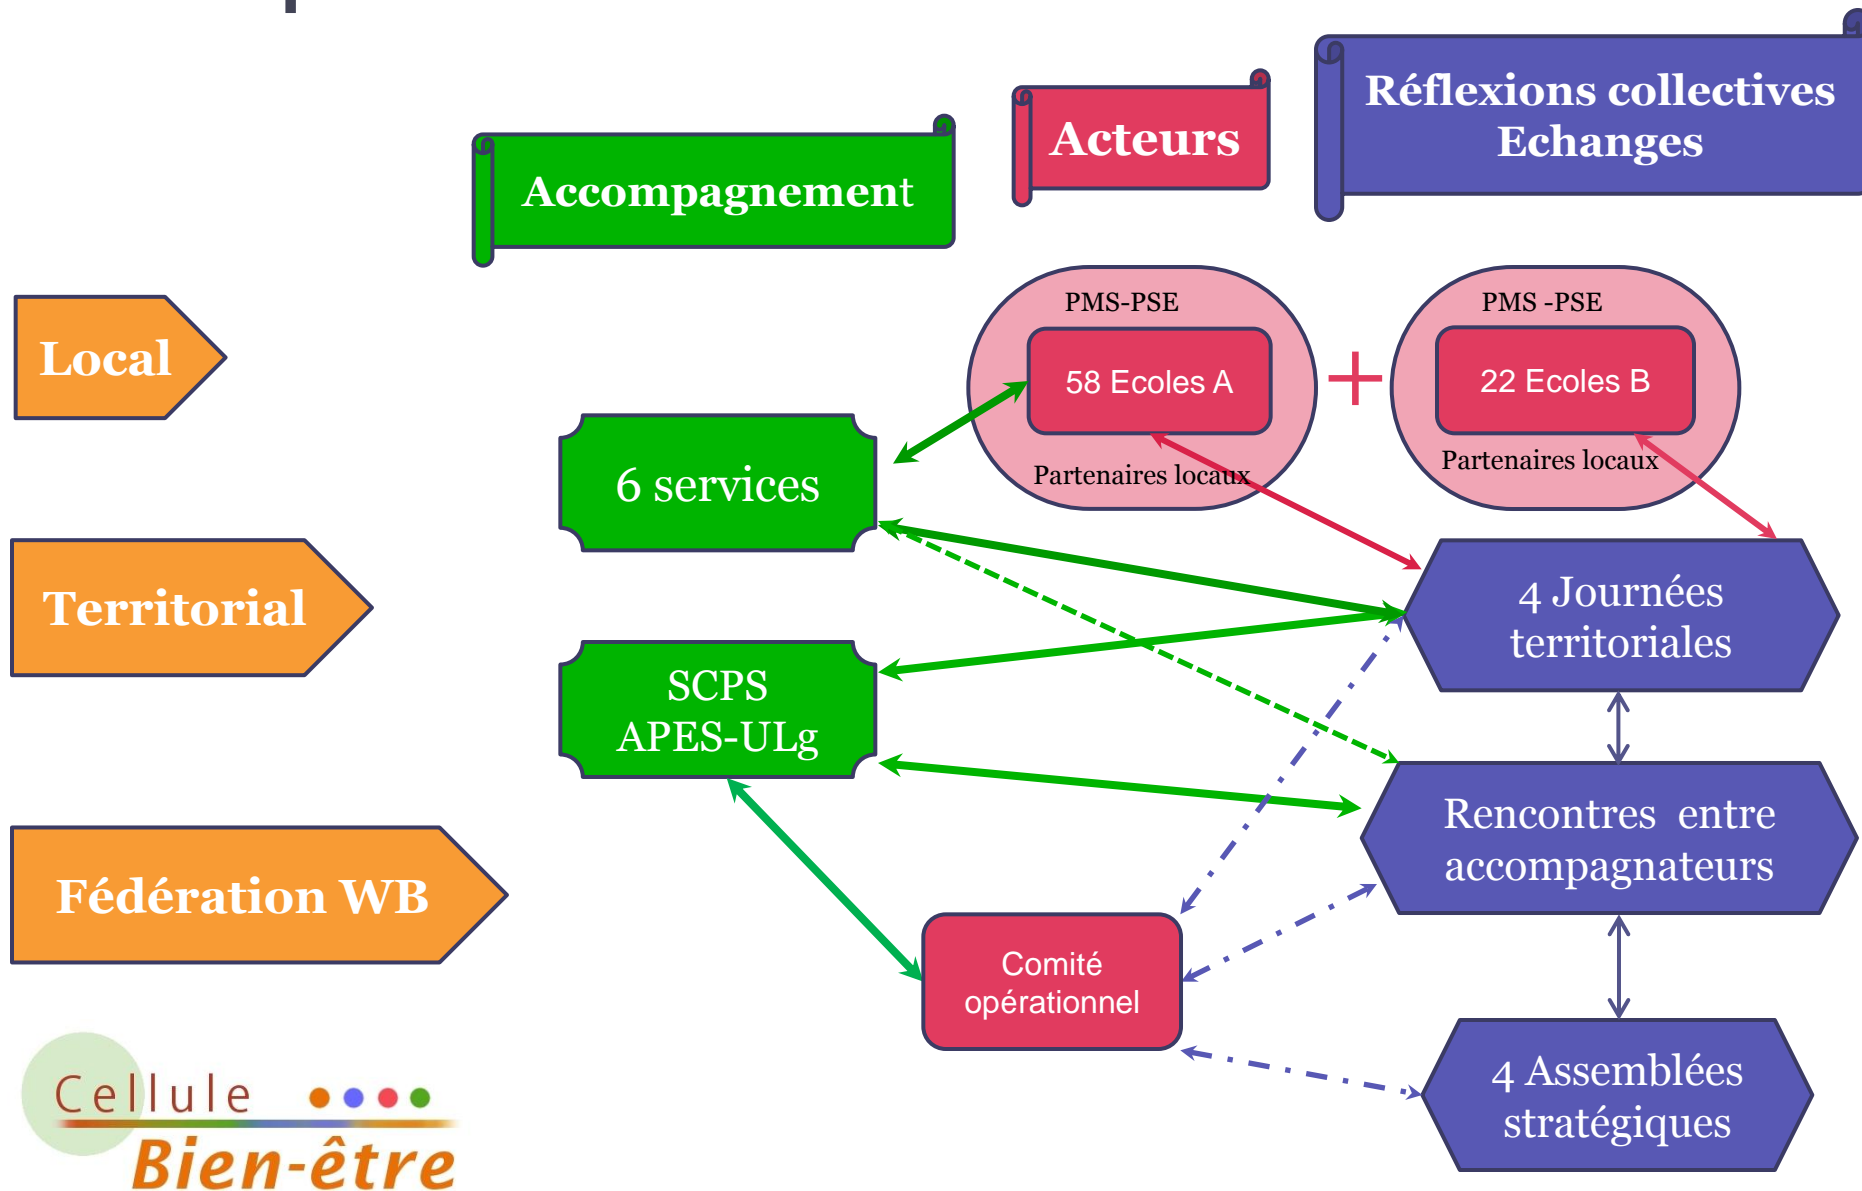 Réflexions collectives
Echanges
Acteurs
Accompagnement
Local
PMS-PSE
58 Ecoles A
Partenaires locaux
PMS -PSE
22 Ecoles B
Partenaires locaux
6 services
Territorial
4 Journées
territoriales
SCPS
APES-ULg
Rencontres entre
accompagnateurs
Fédération WB
Comité
opérationnel
4 Assemblées
stratégiques
Cellule
Bien-être